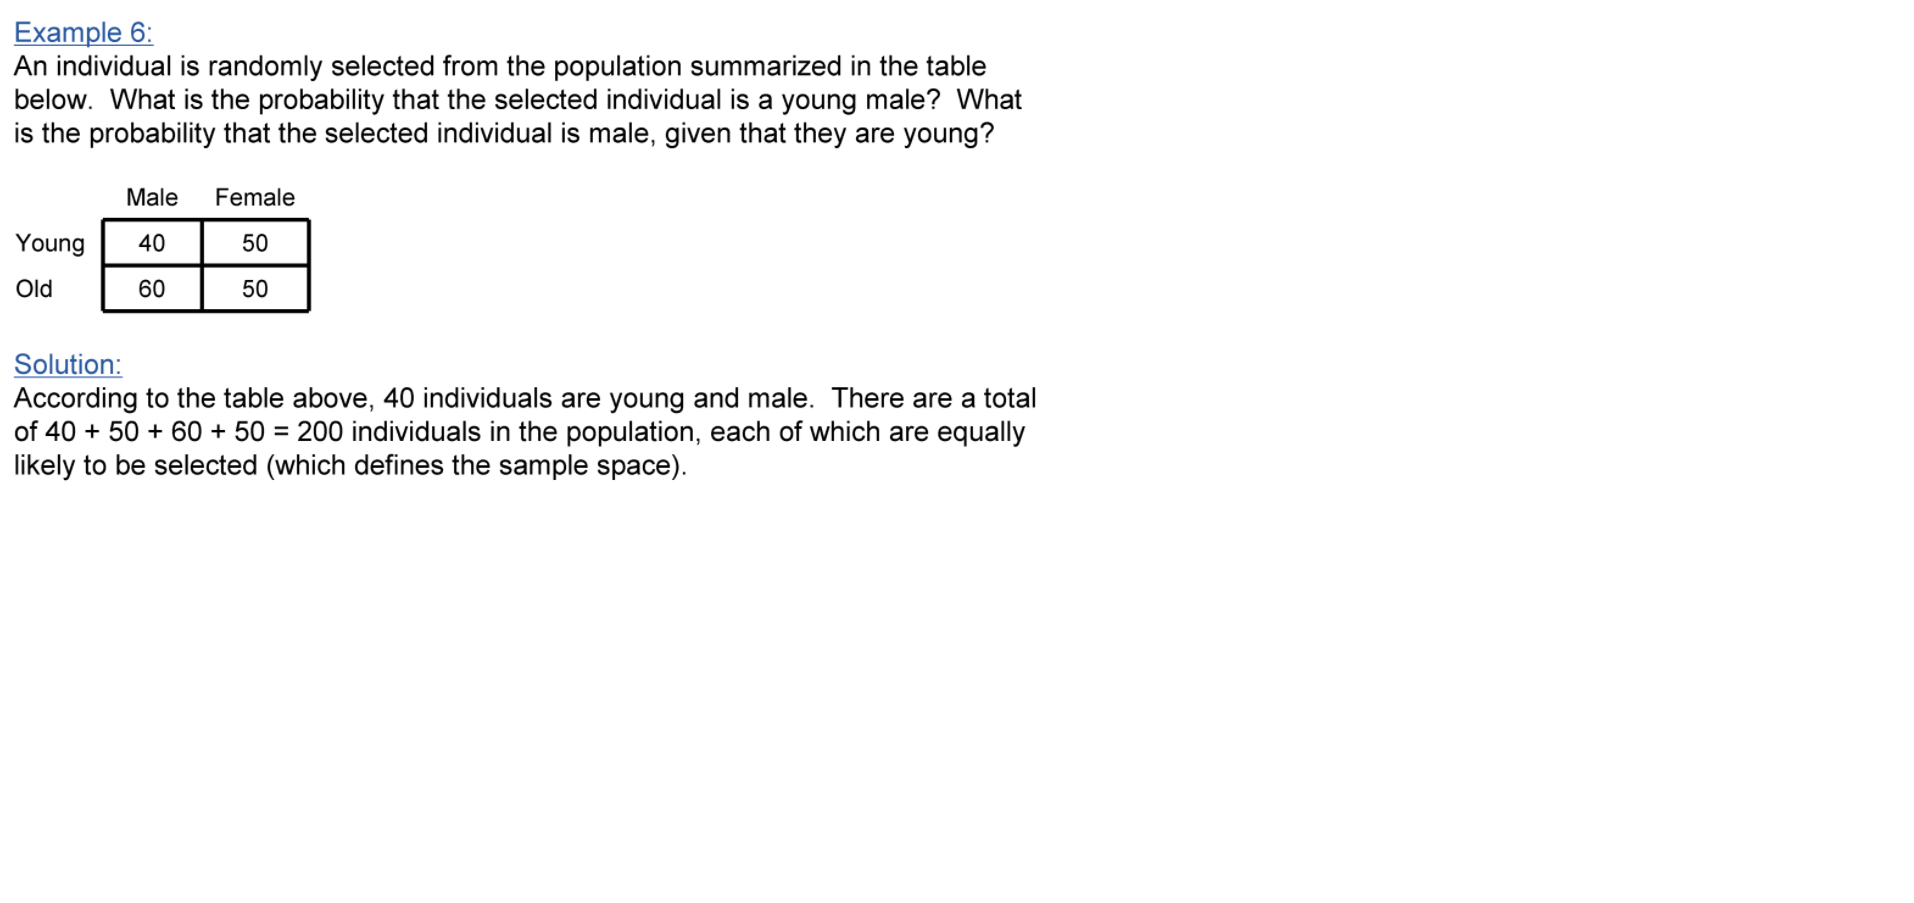 Example 6:
An individual is randomly selected from the population summarized in the table
below.  What is the probability that the selected individual is a young male?  What
is the probability that the selected individual is male, given that they are young?
Male Female
Young 40 50
Old 60 50
Solution:
According to the table above, 40 individuals are young and male.  There are a total
of 40 + 50 + 60 + 50 = 200 individuals in the population, each of which are equally
likely to be selected (which defines the sample space).